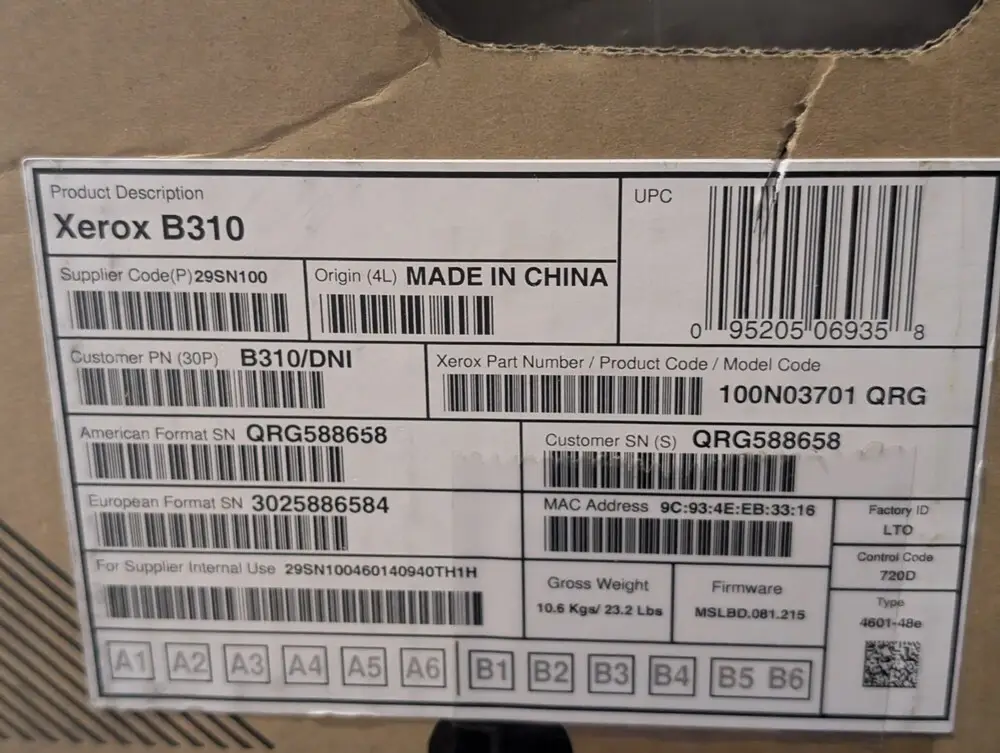 Product Description
Xerox B310
UPC
0 95205 06935 8
Supplier Code(P) 29SN100
Origin (4L) MADE IN CHINA
Customer PN (30P) B310/DNI
Xerox Part Number / Product Code / Model Code
100N03701 QRG
American Format SN QRG588658
Customer SN (S) QRG588658
European Format SN 3025886584
MAC Address 9C:93:4E:EB:33:16
Factory ID
LTO
Control Code
720D
For Supplier Internal Use 29SN100460140940TH1H
Gross Weight
10.6 Kgs/ 23.2 Lbs
Firmware
MSLBD.081.215
Type
4601-48e
A1 A2 A3 A4 A5 A6 B1 B2 B3 B4 B5 B6